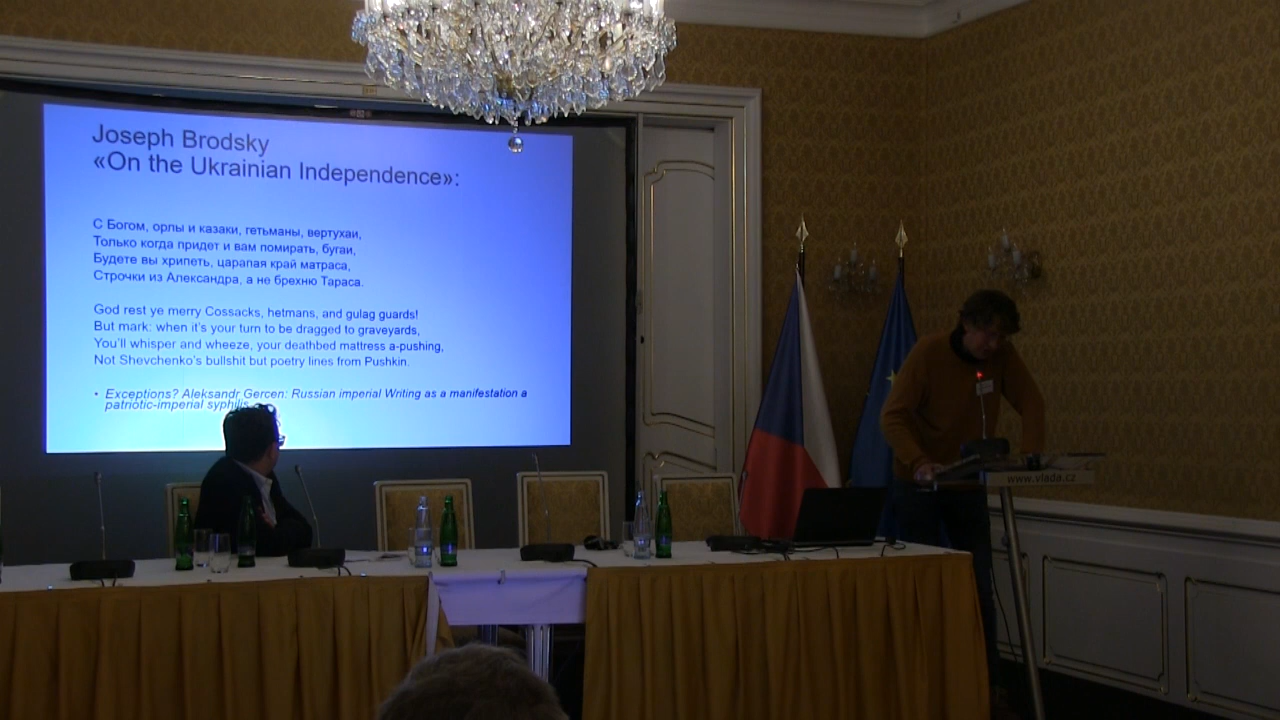 Joseph Brodsky
«On the Ukrainian Independence»:
С Богом, орлы и казаки, гетьманы, вертухаи,
Только когда придет и вам помирать, бугаи,
Будете вы хрипеть, царапая край матраса,
Строчки из Александра, а не брехню Тараса.
God rest ye merry Cossacks, hetmans, and gulag guards!
But mark: when it's your turn to be dragged to graveyards,
You'll whisper and wheeze, your deathbed mattress a-pushing,
Not Shevchenko's bullshit but poetry lines from Pushkin.
• Exceptions? Aleksandr Gercen: Russian imperial Writing as a manifestation a
patriotic-imperial syphilis
www.vlada.cz